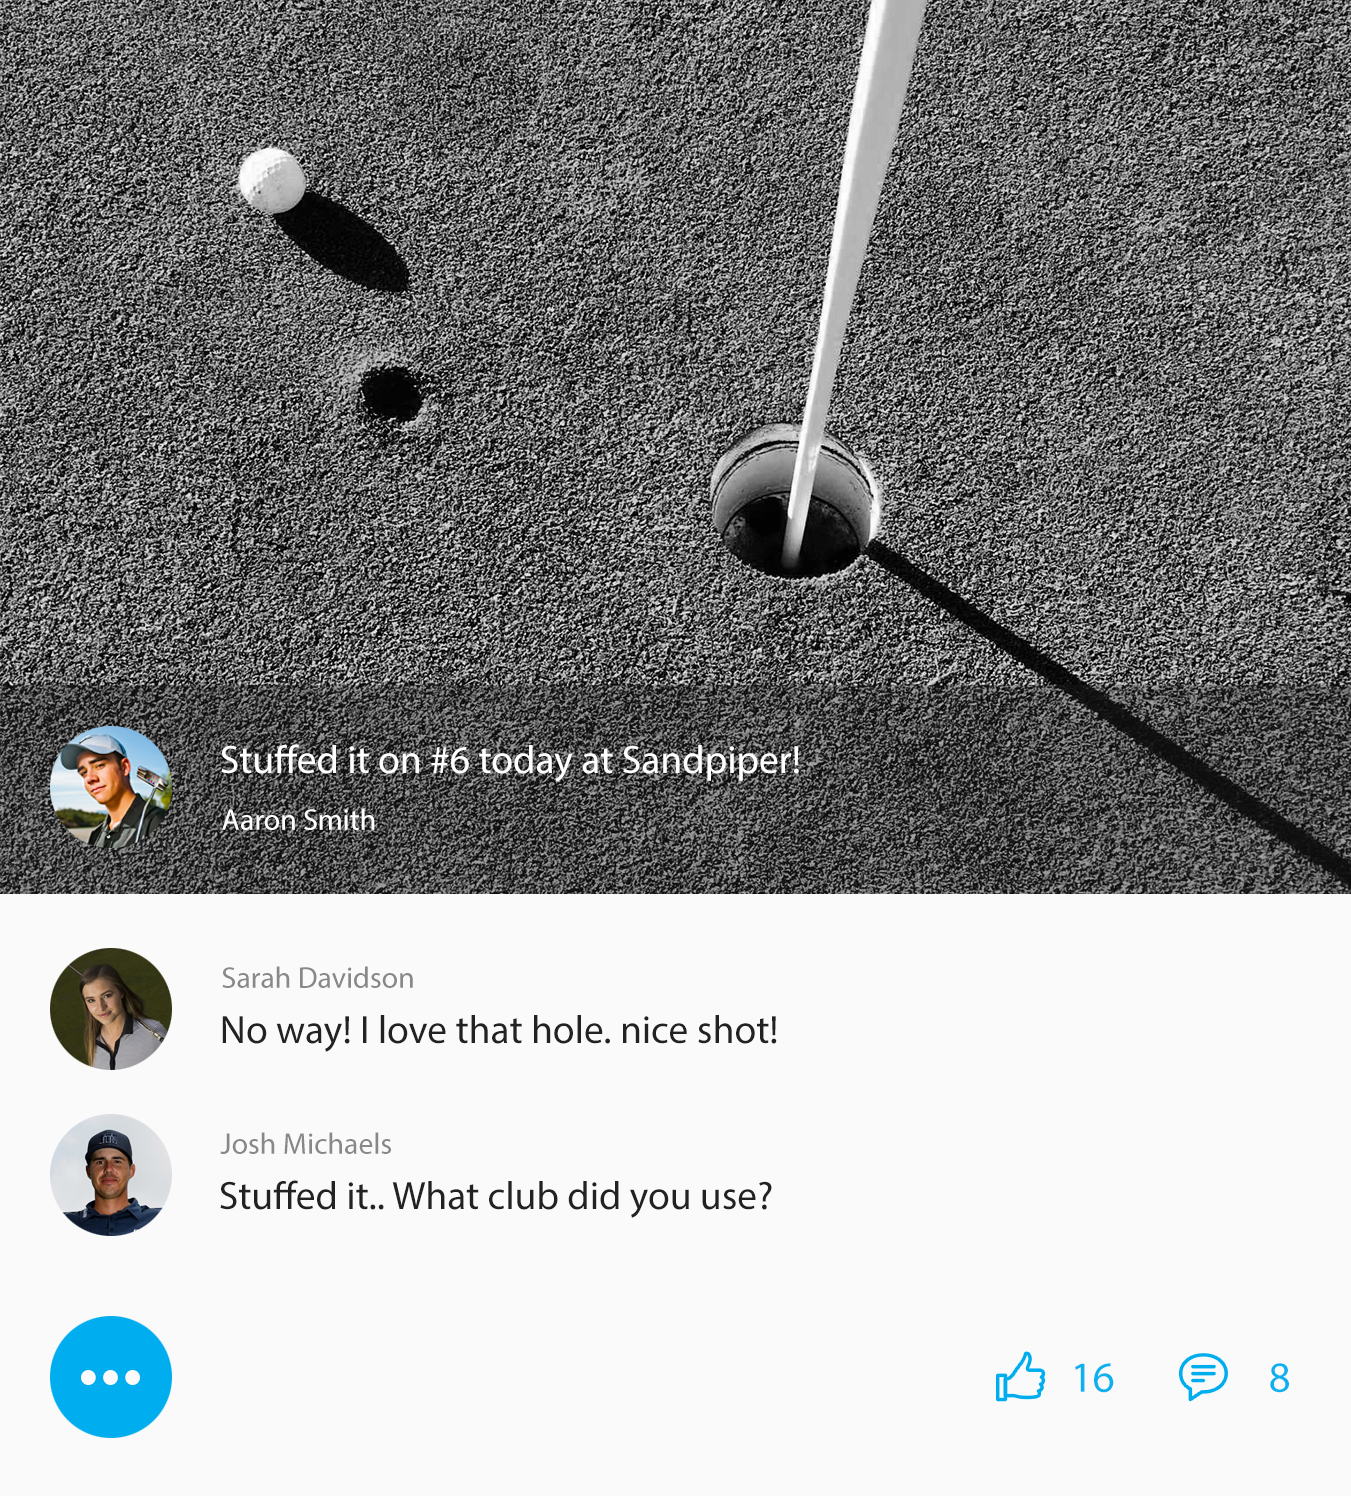 Stuffed it on #6 today at Sandpiper!
Aaron Smith
Sarah Davidson
No way! I love that hole. nice shot!
Josh Michaels
Stuffed it.. What club did you use?
16 8